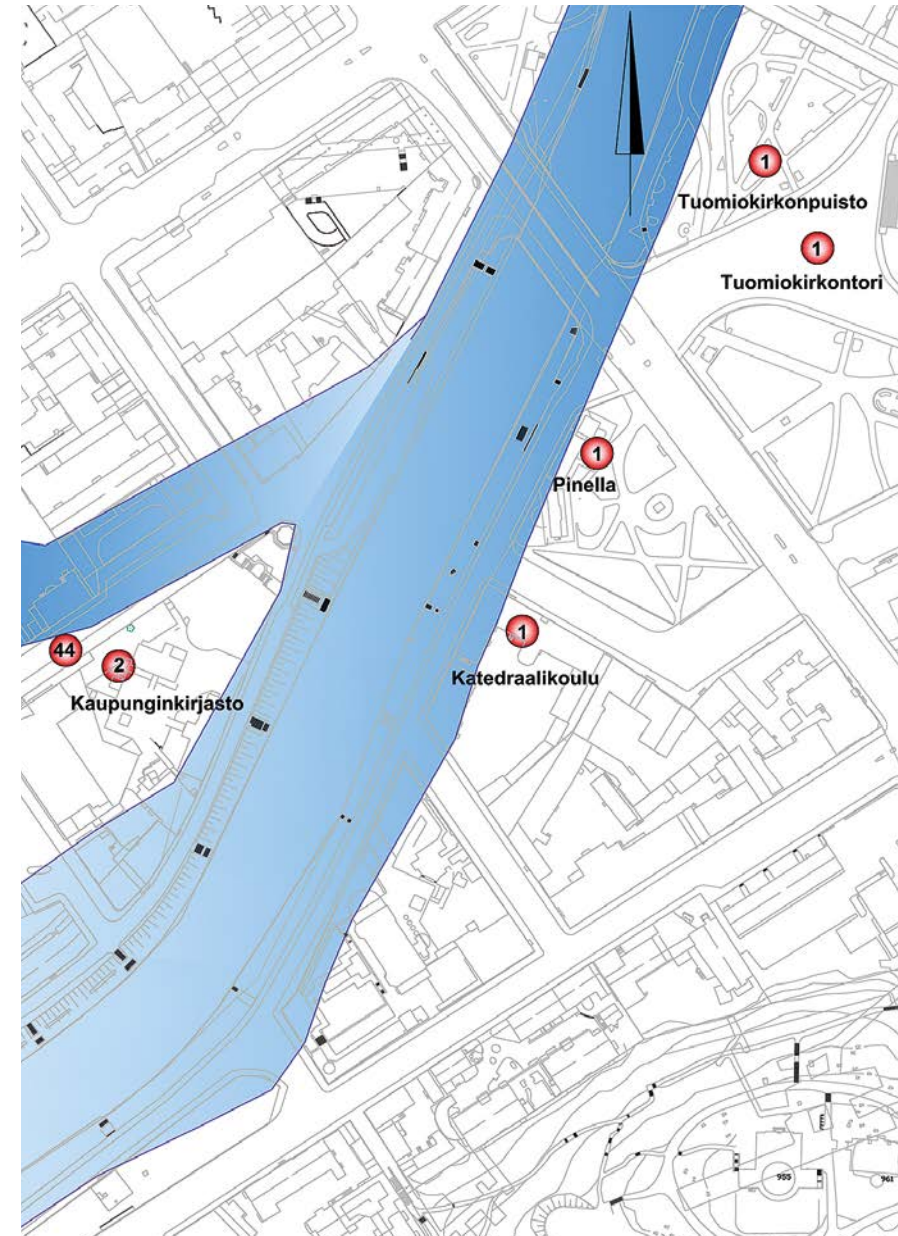 1
Tuomiokirkonpuisto
1
Tuomiokirkontori
1
Pinella
1
Katedraalikoulu
44
2
Kaupunginkirjasto
955
961